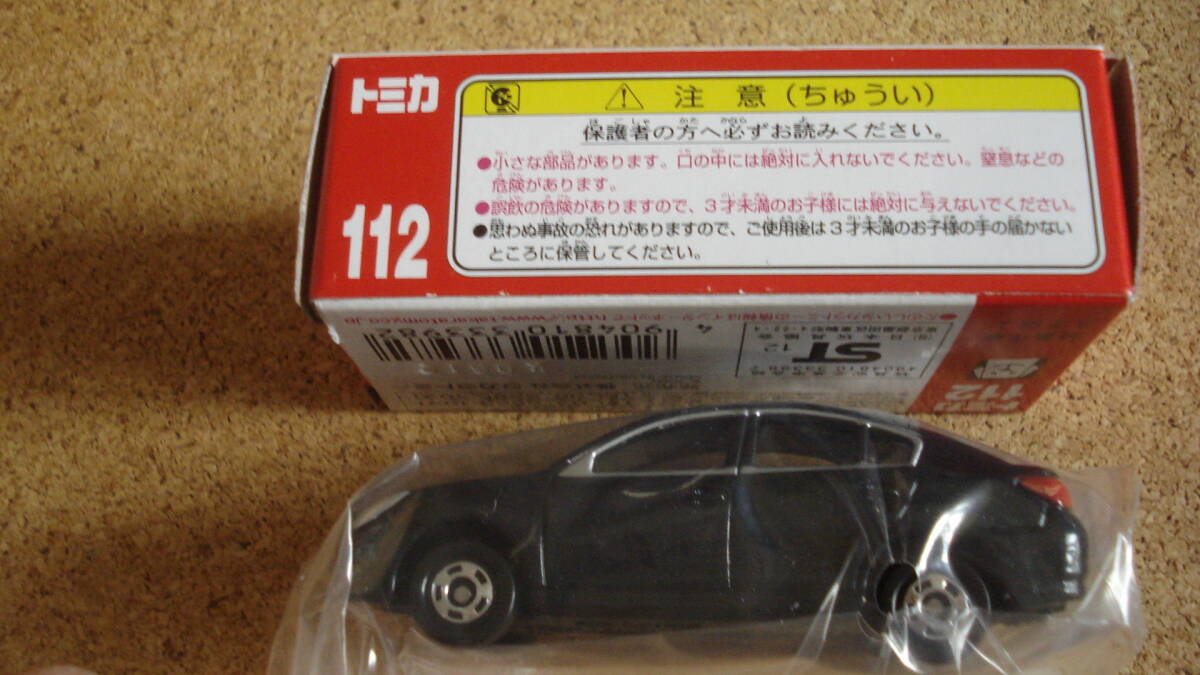 トミカ
112
注 意 (ちゅうい)
保護者の方へ必ずお読みください。
●小さな部品があります。口の中には絶対に入れないでください。窒息などの
危険があります。
●誤飲の危険がありますので、3才未満のお子様には絶対に与えないでください。
●思わぬ事故の恐れがありますので、ご使用後は3才未満のお子様の手の届かない
ところに保管してください。
4 904810 333982
ST
12
トミカ
112